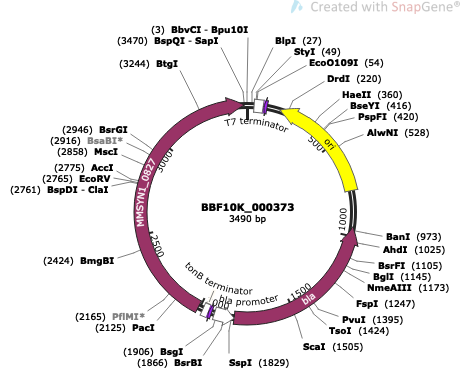 Created with SnapGene®
(3) BbvCI - Bpu10I
(3470) BspQI - SapI
(3244) BtgI
BlpI (27)
StyI (49)
EcoO109I (54)
DrdI (220)
HaeII (360)
BseYI (416)
PspFI (420)
AlwNI (528)
T7 terminator
ori
500
(2946) BsrGI
(2916) BsaBI*
(2858) MscI
(2775) AccI
(2765) EcoRV
(2761) BspDI - ClaI
3000
MMSYN1_0827
BBF10K_000373
3490 bp
1000
2500
(2424) BmgBI
BanI (973)
AhdI (1025)
BsrFI (1105)
BglI (1145)
NmeAIII (1173)
FspI (1247)
PvuI (1395)
TsoI (1424)
ScaI (1505)
tonB terminator
bla promoter
1500
bla
(2165) PflMI*
(2125) PacI
(1906) BsgI
(1866) BsrBI
SspI (1829)